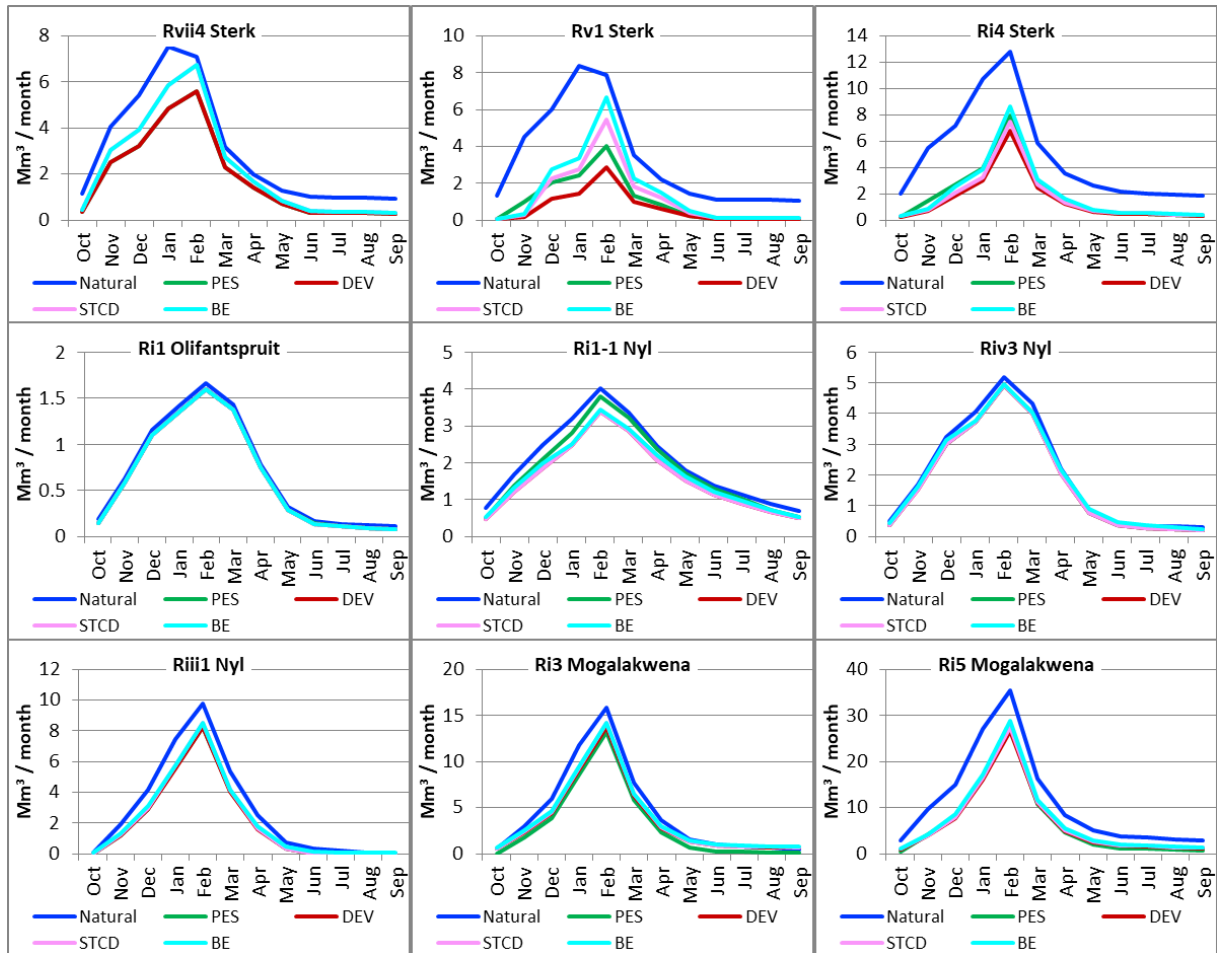 Rvii4 Sterk
Mm³ / month
8
6
4
2
0
Oct Nov Dec Jan Feb Mar Apr May Jun Jul Aug Sep
Natural PES DEV
STCD BE
Rv1 Sterk
Mm³ / month
10
8
6
4
2
0
Oct Nov Dec Jan Feb Mar Apr May Jun Jul Aug Sep
Natural PES DEV
STCD BE
Ri4 Sterk
Mm³ / month
14
12
10
8
6
4
2
0
Oct Nov Dec Jan Feb Mar Apr May Jun Jul Aug Sep
Natural PES DEV
STCD BE
Ri1 Olifantspruit
Mm³ / month
2
1.5
1
0.5
0
Oct Nov Dec Jan Feb Mar Apr May Jun Jul Aug Sep
Natural PES DEV
STCD BE
Ri1-1 Nyl
Mm³ / month
5
4
3
2
1
0
Oct Nov Dec Jan Feb Mar Apr May Jun Jul Aug Sep
Natural PES DEV
STCD BE
Riv3 Nyl
Mm³ / month
6
5
4
3
2
1
0
Oct Nov Dec Jan Feb Mar Apr May Jun Jul Aug Sep
Natural PES DEV
STCD BE
Riii1 Nyl
Mm³ / month
12
10
8
6
4
2
0
Oct Nov Dec Jan Feb Mar Apr May Jun Jul Aug Sep
Natural PES DEV
STCD BE
Ri3 Mogalakwena
Mm³ / month
20
15
10
5
0
Oct Nov Dec Jan Feb Mar Apr May Jun Jul Aug Sep
Natural PES DEV
STCD BE
Ri5 Mogalakwena
Mm³ / month
40
30
20
10
0
Oct Nov Dec Jan Feb Mar Apr May Jun Jul Aug Sep
Natural PES DEV
STCD BE